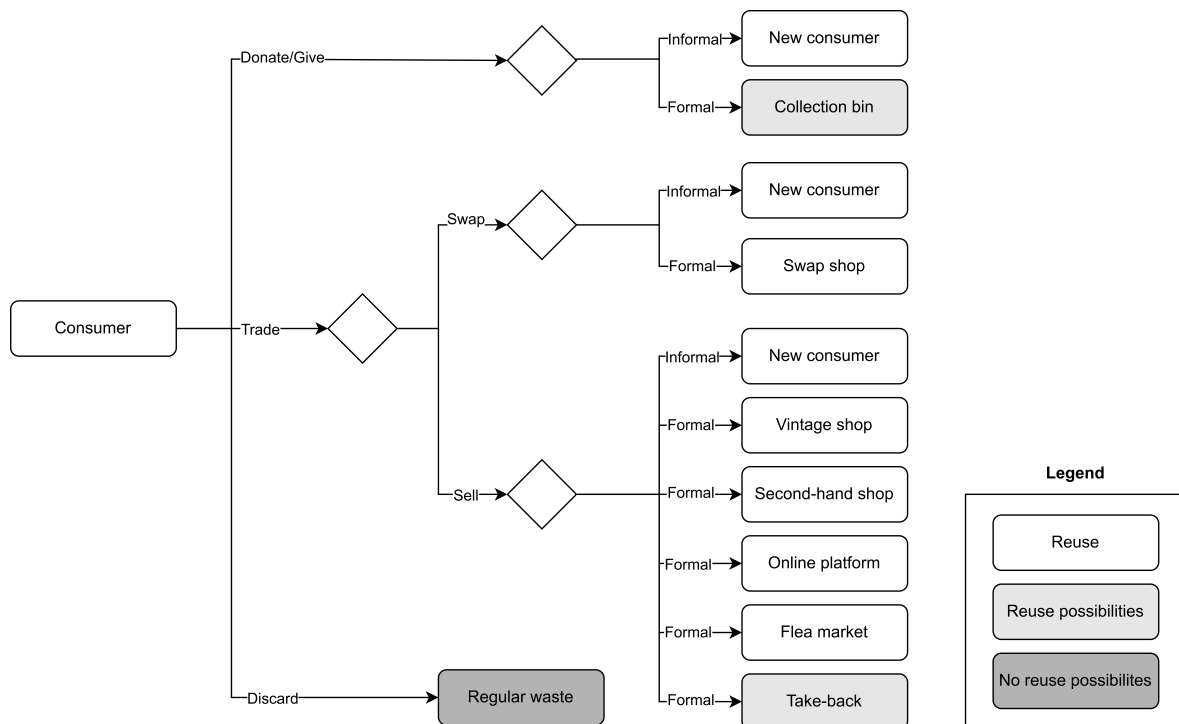 Donate/Give
Informal
New consumer
Formal
Collection bin
Swap
Informal
New consumer
Formal
Swap shop
Consumer
Trade
Informal
New consumer
Formal
Vintage shop
Sell
Formal
Second-hand shop
Formal
Online platform
Formal
Flea market
Formal
Take-back
Discard
Regular waste
Legend
Reuse
Reuse possibilities
No reuse possibilites